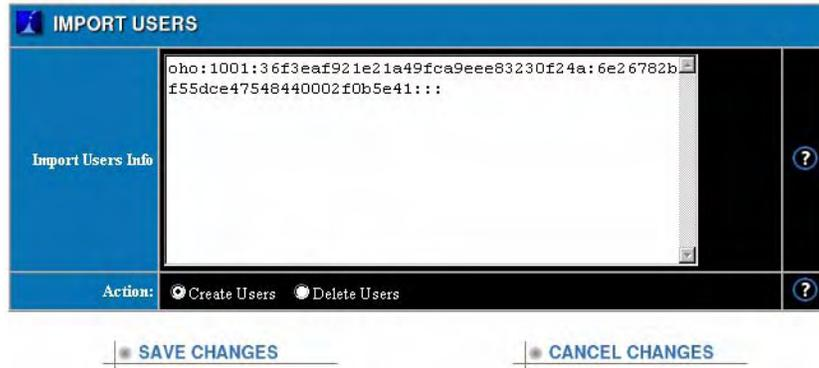 IMPORT USERS
Import Users Info
oho:1001:36f3eaf921e21a49fca9eee83230f24a:6e26782b
f55dce47548440002f0b5e41:::
?
Action: Create Users Delete Users ?
SAVE CHANGES CANCEL CHANGES